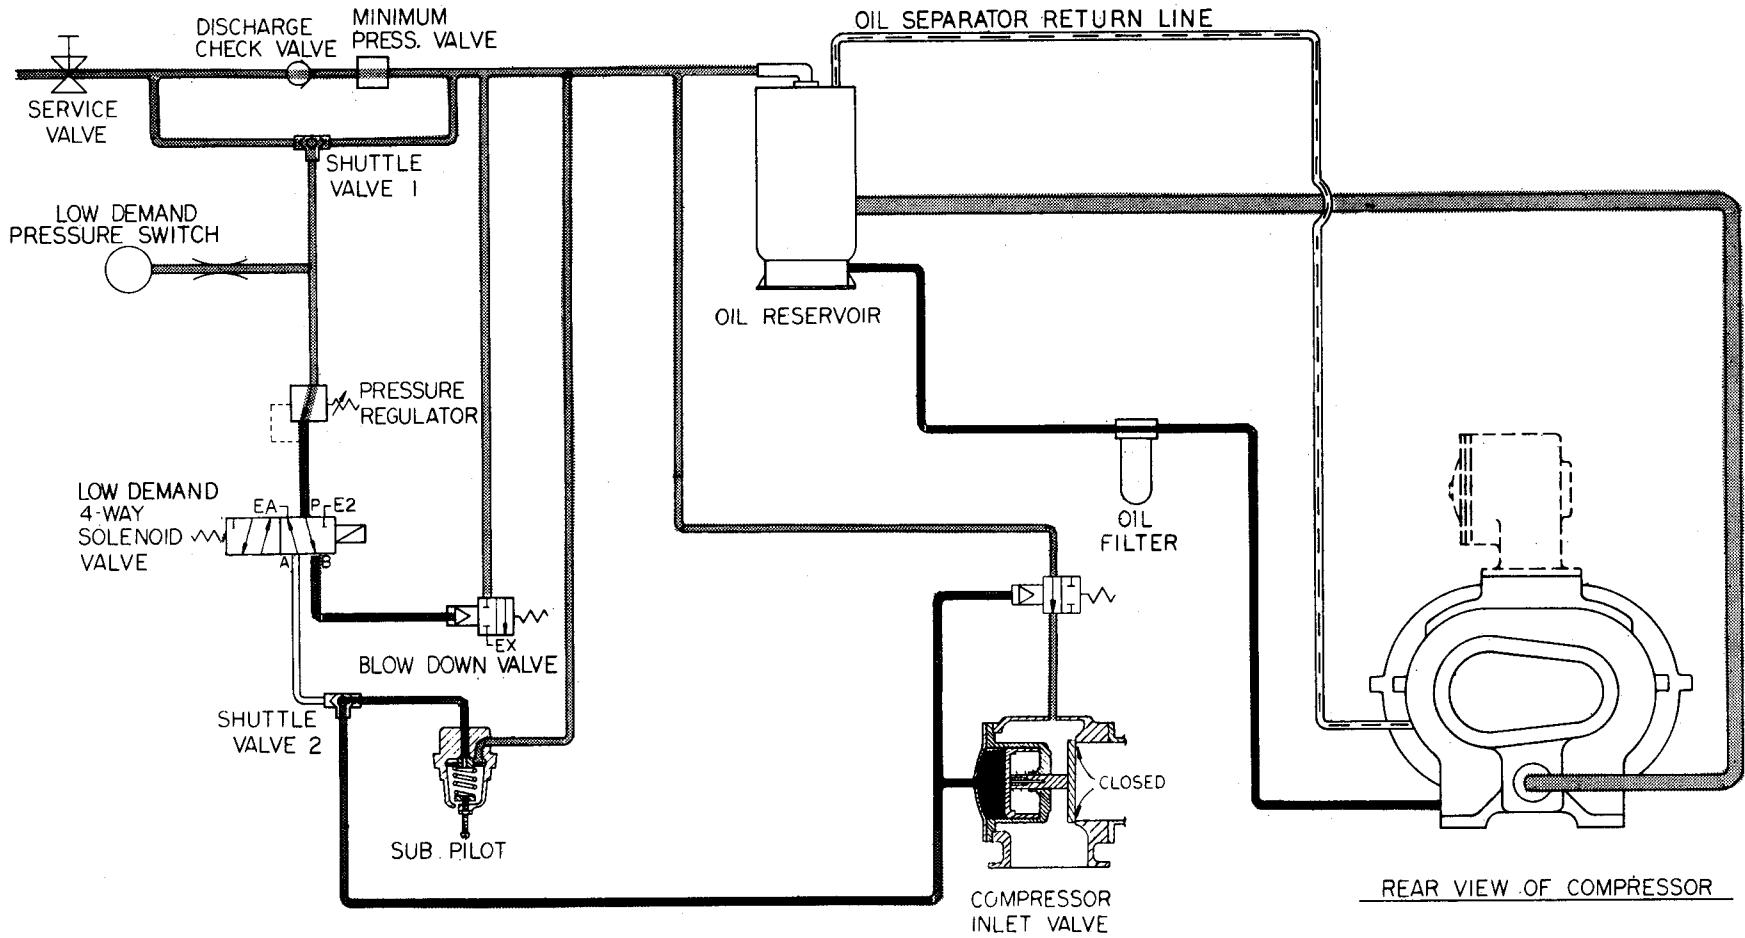 OIL SEPARATOR RETURN LINE
DISCHARGE
CHECK VALVE
MINIMUM
PRESS. VALVE
SERVICE
VALVE
SHUTTLE
VALVE 1
LOW DEMAND
PRESSURE SWITCH
OIL RESERVOIR
PRESSURE
REGULATOR
LOW DEMAND
4-WAY
SOLENOID
VALVE
EA
P
E2
A
B
OIL
FILTER
EX
BLOW DOWN VALVE
SHUTTLE
VALVE 2
CLOSED
SUB. PILOT
COMPRESSOR
INLET VALVE
REAR VIEW OF COMPRESSOR